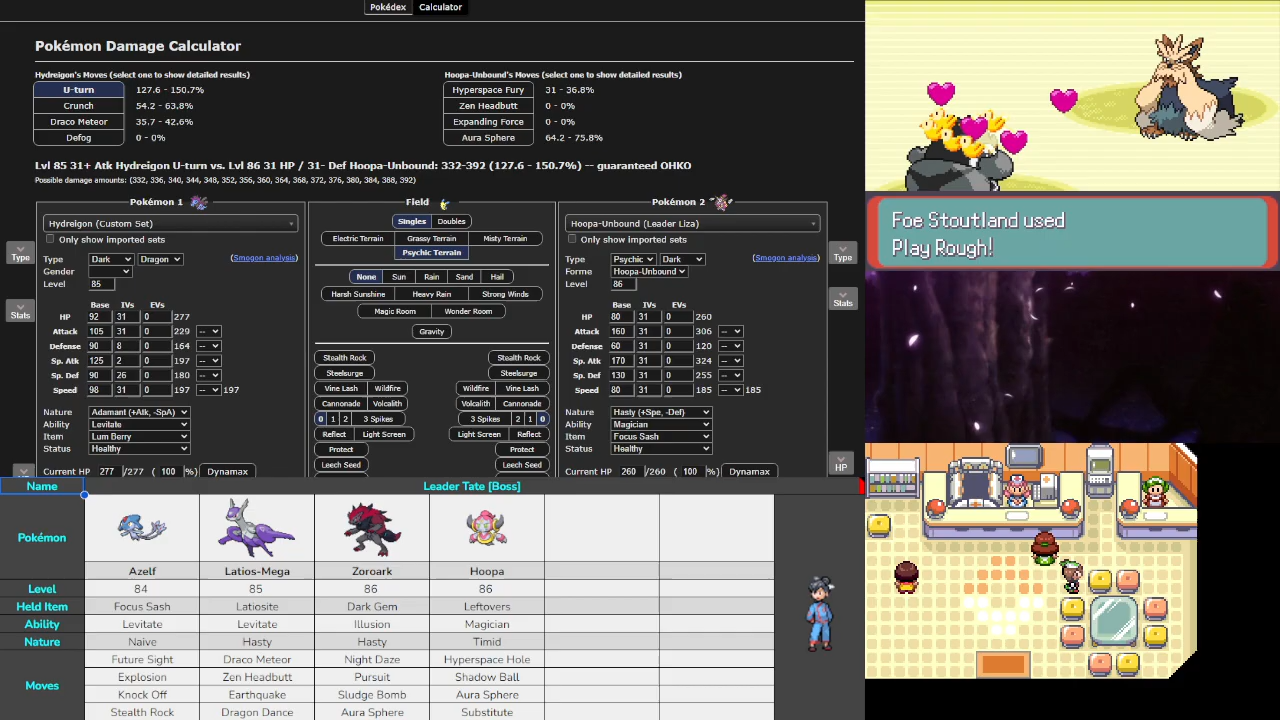 Pokédex Calculator
Pokémon Damage Calculator
Hydreigon's Moves (select one to show detailed results)
U-turn 127.6 - 150.7%
Crunch 54.2 - 63.8%
Draco Meteor 35.7 - 42.6%
Defog 0 - 0%
Hoopa-Unbound's Moves (select one to show detailed results)
Hyperspace Fury 31 - 36.8%
Zen Headbutt 0 - 0%
Expanding Force 0 - 0%
Aura Sphere 64.2 - 75.8%
Lvl 85 31+ Atk Hydreigon U-turn vs. Lvl 86 31 HP / 31- Def Hoopa-Unbound: 332-392 (127.6 - 150.7%) -- guaranteed OHKO
Possible damage amounts: (332, 336, 340, 344, 348, 352, 356, 360, 364, 368, 372, 376, 380, 384, 388, 392)
Pokémon 1
Hydreigon (Custom Set)
Only show imported sets
Type Dark Dragon (Smogon analysis)
Gender
Level 85
Base IVs EVs
HP 92 31 0 277
Attack 105 31 0 229 --
Defense 90 8 0 164 --
Sp. Atk 125 2 0 197 --
Sp. Def 90 26 0 180 --
Speed 98 31 0 197 -- 197
Nature Adamant (+Atk, -SpA)
Ability Levitate
Item Lum Berry
Status Healthy
Current HP 277 /277 ( 100 %) Dynamax
Type
Stats
Field
Singles Doubles
Electric Terrain Grassy Terrain Misty Terrain
Psychic Terrain
None Sun Rain Sand Hail
Harsh Sunshine Heavy Rain Strong Winds
Magic Room Wonder Room
Gravity
Stealth Rock Stealth Rock
Steelsurge Steelsurge
Vine Lash Wildfire Wildfire Vine Lash
Cannonade Volcalith Volcalith Cannonade
0 1 2 3 Spikes 3 Spikes 2 1 0
Reflect Light Screen Light Screen Reflect
Protect Protect
Leech Seed Leech Seed
Pokémon 2
Hoopa-Unbound (Leader Liza)
Only show imported sets
Type Psychic Dark (Smogon analysis)
Forme Hoopa-Unbound
Level 86
Base IVs EVs
HP 80 31 0 260
Attack 160 31 0 306 --
Defense 60 31 0 120 --
Sp. Atk 170 31 0 324 --
Sp. Def 130 31 0 255 --
Speed 80 31 0 185 -- 185
Nature Hasty (+Spe, -Def)
Ability Magician
Item Focus Sash
Status Healthy
Current HP 260 /260 ( 100 %) Dynamax
Type
Stats
HP
Name Leader Tate [Boss]
Pokémon Azelf Latios-Mega Zoroark Hoopa
Level 84 85 86 86
Held Item Focus Sash Latiosite Dark Gem Leftovers
Ability Levitate Levitate Illusion Magician
Nature Naive Hasty Hasty Timid
Moves Future Sight Draco Meteor Night Daze Hyperspace Hole
Explosion Zen Headbutt Pursuit Shadow Ball
Knock Off Earthquake Sludge Bomb Aura Sphere
Stealth Rock Dragon Dance Aura Sphere Substitute
Foe Stoutland used
Play Rough!